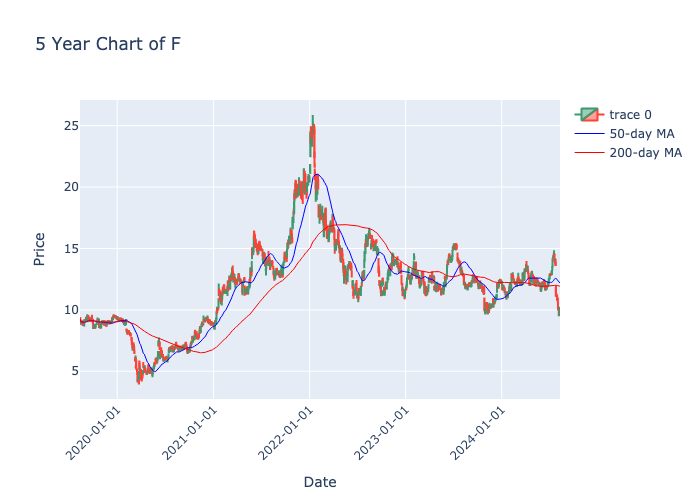 5 Year Chart of F
trace 0
50-day MA
200-day MA
Price
25
20
15
10
5
2020-01-01
2021-01-01
2022-01-01
2023-01-01
2024-01-01
Date